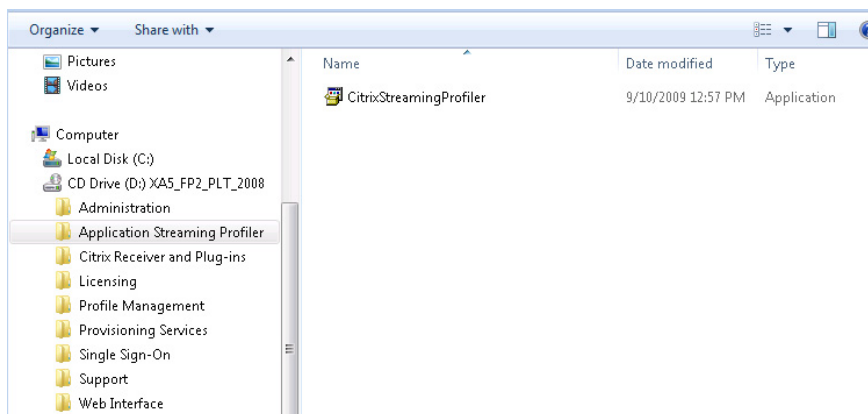 Organize Share with
Pictures
Videos
Computer
Local Disk (C:)
CD Drive (D:) XA5_FP2_PLT_2008
Administration
Application Streaming Profiler
Citrix Receiver and Plug-ins
Licensing
Profile Management
Provisioning Services
Single Sign-On
Support
Web Interface
Name Date modified Type
CitrixStreamingProfiler 9/10/2009 12:57 PM Application